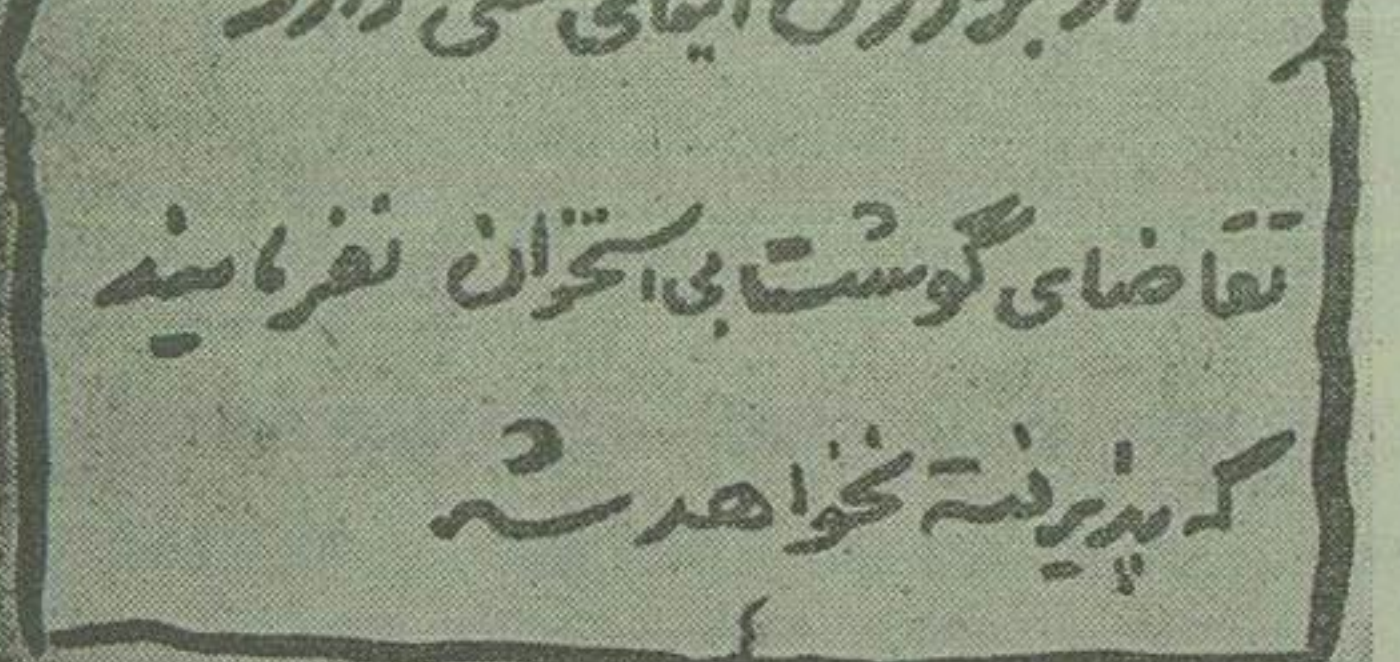 تقاضای گوشت بی استخوان نفرمایید
که پذیرفته نخواهد شد